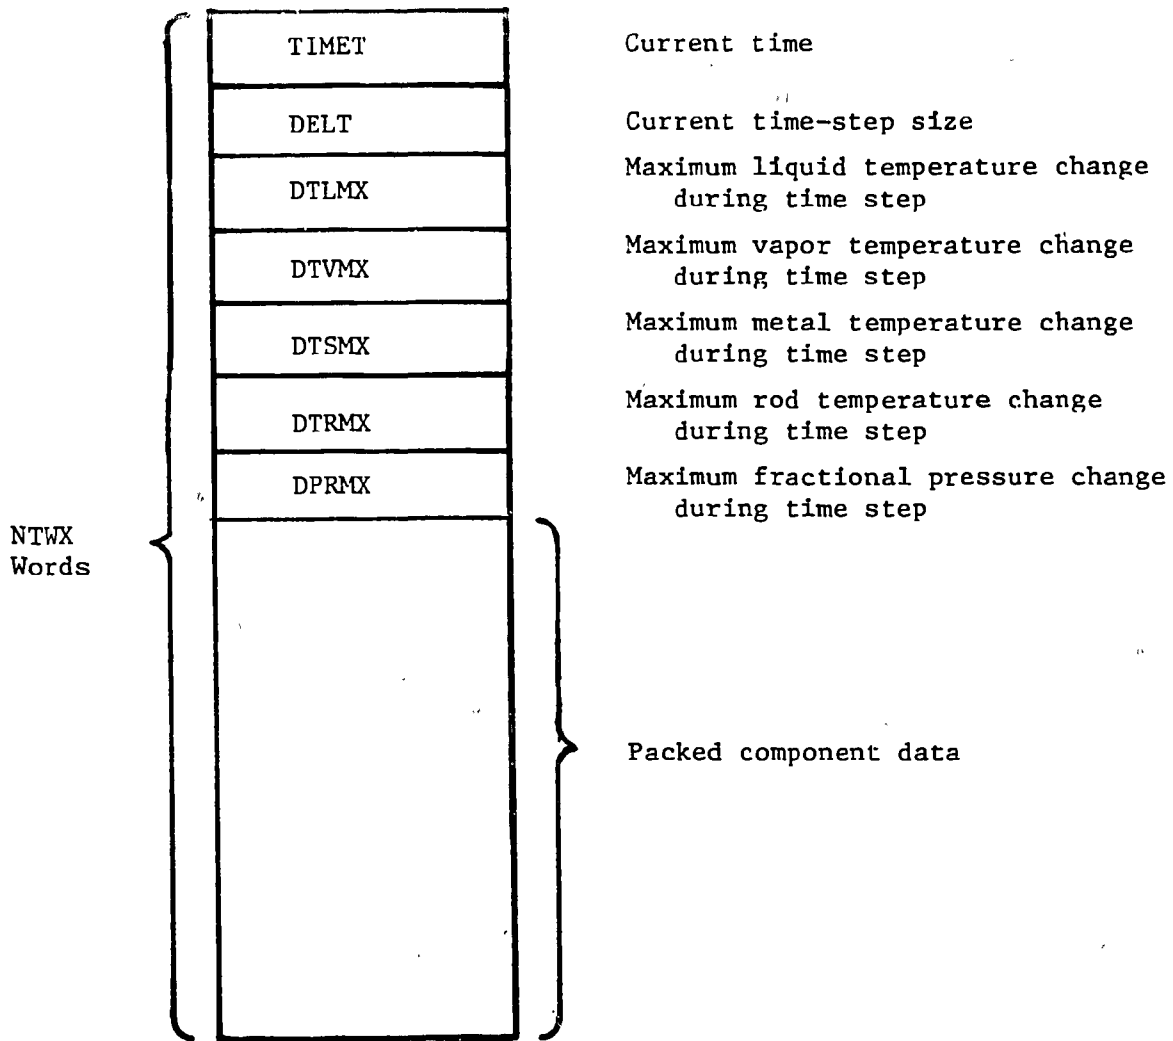 TIMET Current time
DELT Current time-step size
DTLMX Maximum liquid temperature change
during time step
DTVMX Maximum vapor temperature change
during time step
DTSMX Maximum metal temperature change
during time step
DTRMX Maximum rod temperature change
during time step
DPRMX Maximum fractional pressure change
during time step
NTWX
Words
Packed component data